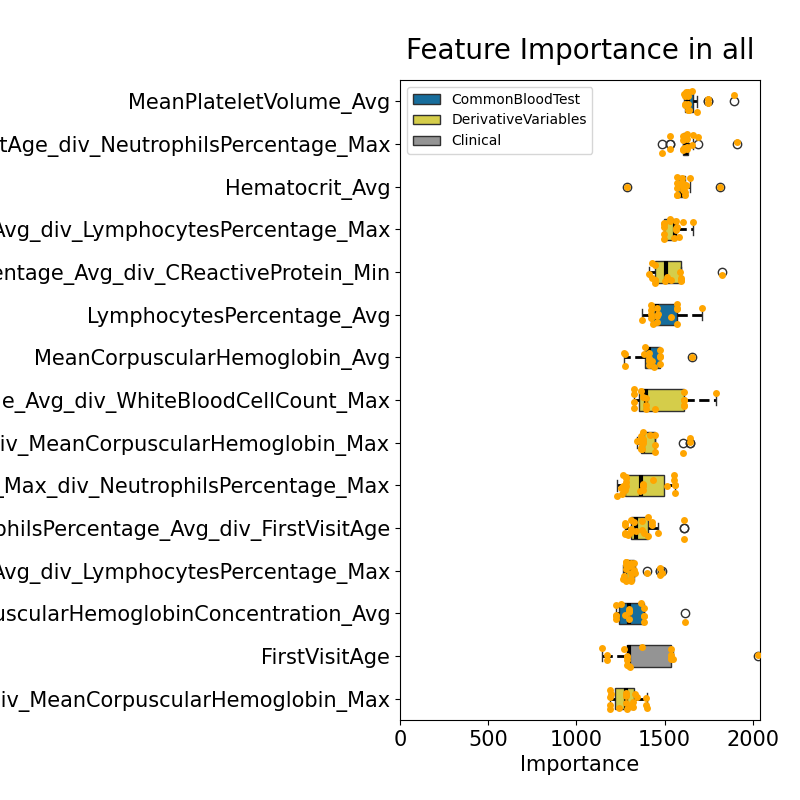 Feature Importance in all
CommonBloodTest
DerivativeVariables
Clinical
MeanPlateletVolume_Avg
tAge_div_NeutrophilsPercentage_Max
Hematocrit_Avg
Avg_div_LymphocytesPercentage_Max
entage_Avg_div_CReactiveProtein_Min
LymphocytesPercentage_Avg
MeanCorpuscularHemoglobin_Avg
e_Avg_div_WhiteBloodCellCount_Max
div_MeanCorpuscularHemoglobin_Max
_Max_div_NeutrophilsPercentage_Max
philsPercentage_Avg_div_FirstVisitAge
Avg_div_LymphocytesPercentage_Max
uscularHemoglobinConcentration_Avg
FirstVisitAge
iv_MeanCorpuscularHemoglobin_Max
0 500 1000 1500 2000
Importance